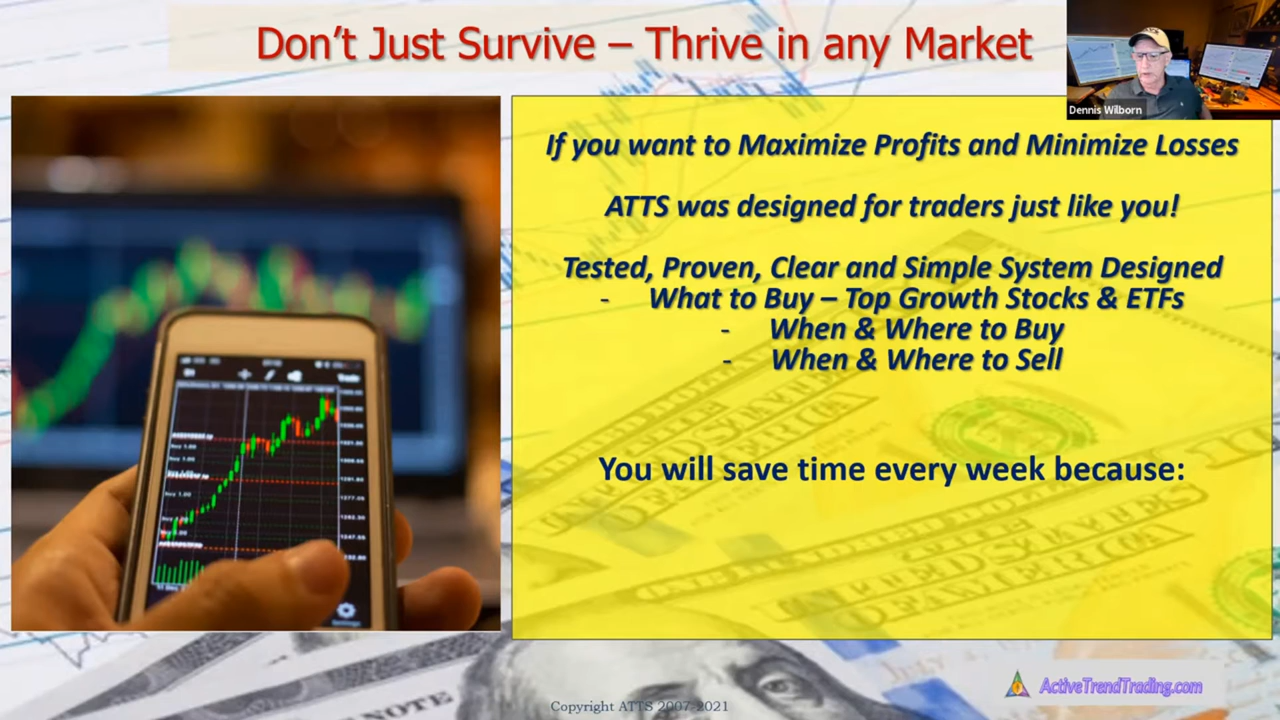 Don't Just Survive – Thrive in any Market
Dennis Wilborn
If you want to Maximize Profits and Minimize Losses
ATTS was designed for traders just like you!
Tested, Proven, Clear and Simple System Designed
- What to Buy – Top Growth Stocks & ETFs
- When & Where to Buy
- When & Where to Sell
You will save time every week because:
ActiveTrendTrading.com
Copyright ATTS 2007-2021